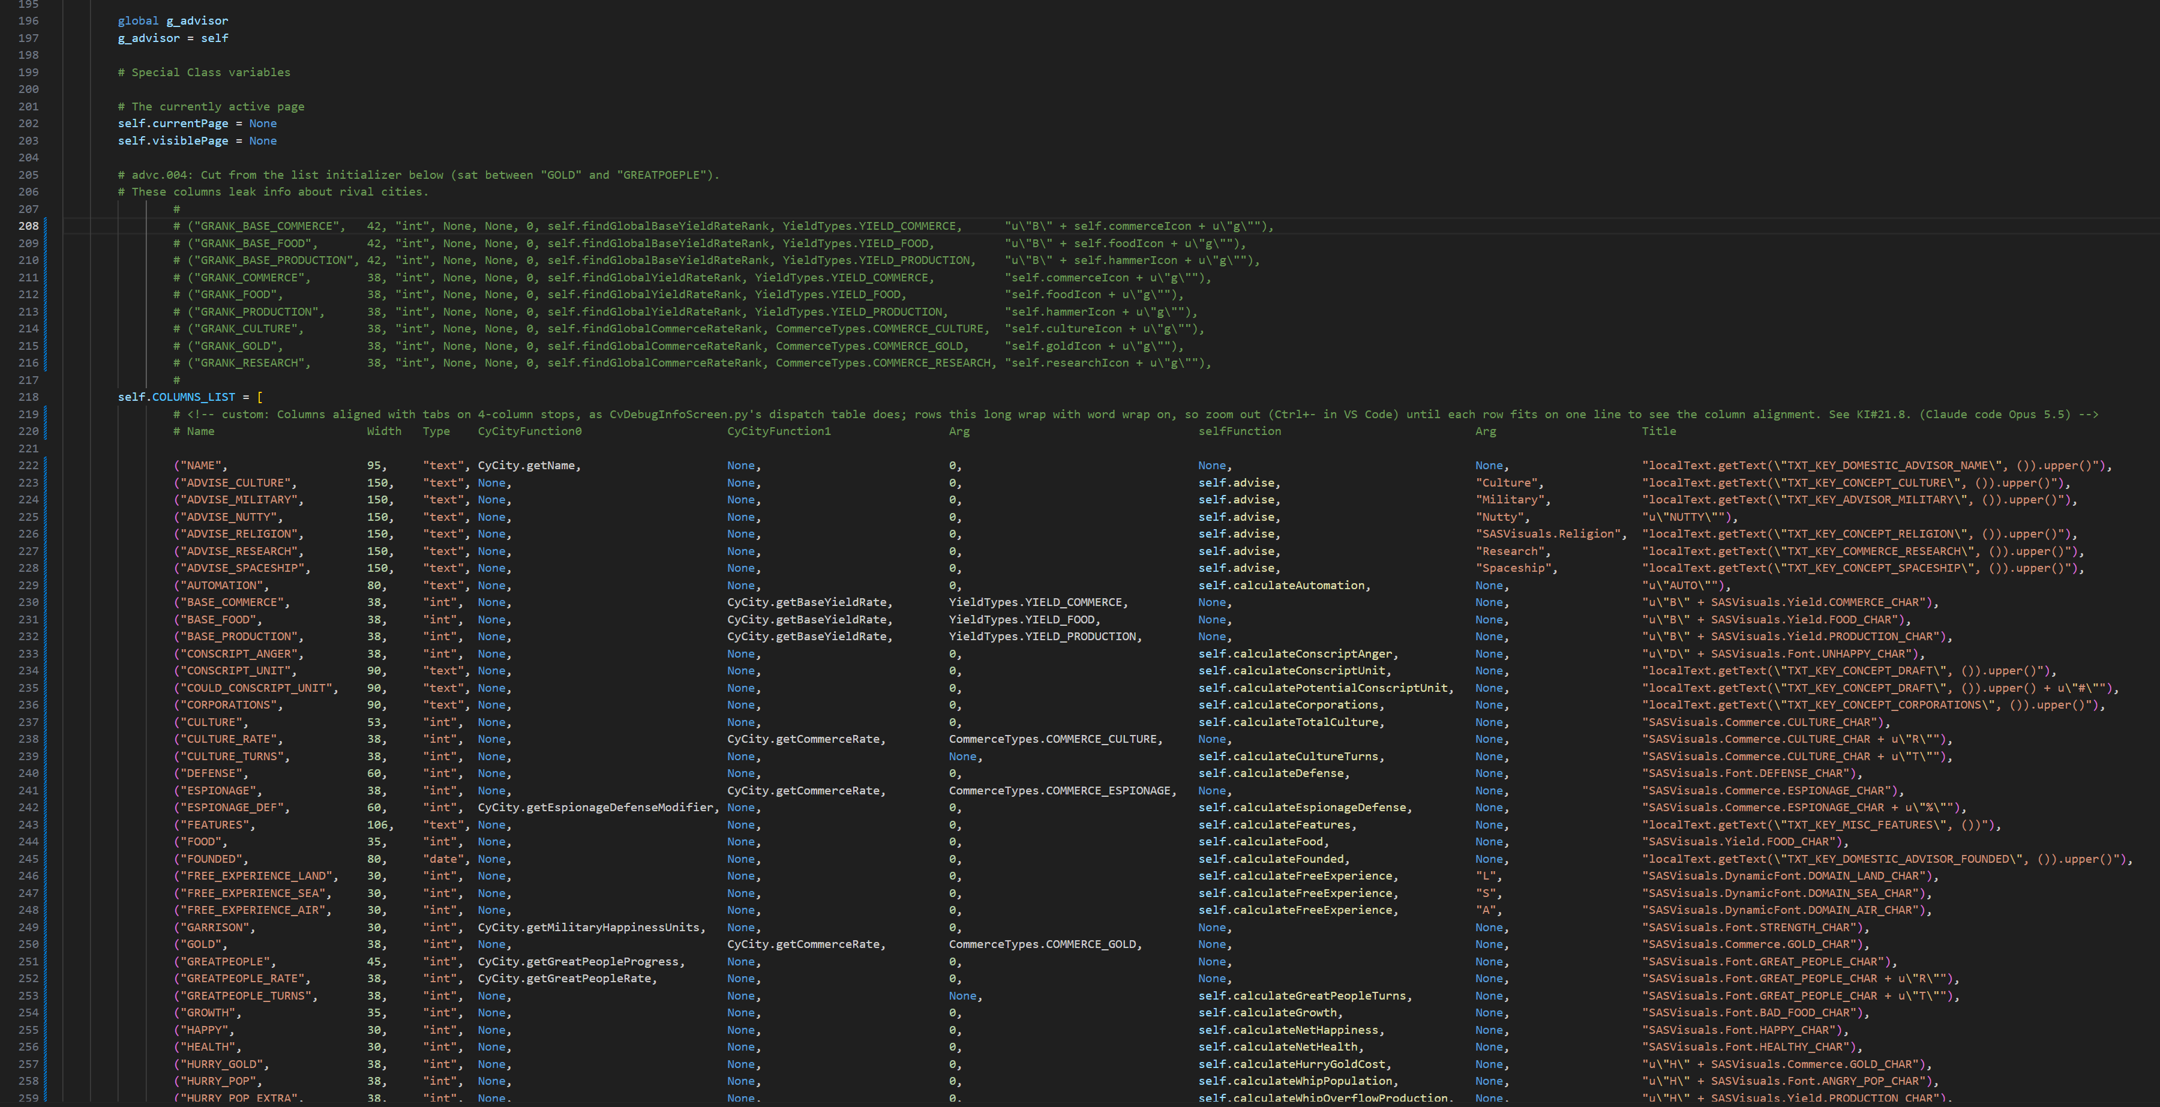 195
196 global g_advisor
197 g_advisor = self
198
199 # Special Class variables
200
201 # The currently active page
202 self.currentPage = None
203 self.visiblePage = None
204
205 # advc.004: Cut from the list initializer below (sat between "GOLD" and "GREATPOEPLE").
206 # These columns leak info about rival cities.
207 #
208 # ("GRANK_BASE_COMMERCE", 42, "int", None, None, 0, self.findGlobalBaseYieldRateRank, YieldTypes.YIELD_COMMERCE, "u\"B\" + self.commerceIcon + u\"g\""),
209 # ("GRANK_BASE_FOOD", 42, "int", None, None, 0, self.findGlobalBaseYieldRateRank, YieldTypes.YIELD_FOOD, "u\"B\" + self.foodIcon + u\"g\""),
210 # ("GRANK_BASE_PRODUCTION", 42, "int", None, None, 0, self.findGlobalBaseYieldRateRank, YieldTypes.YIELD_PRODUCTION, "u\"B\" + self.hammerIcon + u\"g\""),
211 # ("GRANK_COMMERCE", 38, "int", None, None, 0, self.findGlobalYieldRateRank, YieldTypes.YIELD_COMMERCE, "self.commerceIcon + u\"g\""),
212 # ("GRANK_FOOD", 38, "int", None, None, 0, self.findGlobalYieldRateRank, YieldTypes.YIELD_FOOD, "self.foodIcon + u\"g\""),
213 # ("GRANK_PRODUCTION", 38, "int", None, None, 0, self.findGlobalYieldRateRank, YieldTypes.YIELD_PRODUCTION, "self.hammerIcon + u\"g\""),
214 # ("GRANK_CULTURE", 38, "int", None, None, 0, self.findGlobalCommerceRateRank, CommerceTypes.COMMERCE_CULTURE, "self.cultureIcon + u\"g\""),
215 # ("GRANK_GOLD", 38, "int", None, None, 0, self.findGlobalCommerceRateRank, CommerceTypes.COMMERCE_GOLD, "self.goldIcon + u\"g\""),
216 # ("GRANK_RESEARCH", 38, "int", None, None, 0, self.findGlobalCommerceRateRank, CommerceTypes.COMMERCE_RESEARCH, "self.researchIcon + u\"g\""),
217 #
218 self.COLUMNS_LIST = [
219 # <!-- custom: Columns aligned with tabs on 4-column stops, as CvDebugInfoScreen.py's dispatch table does; rows this long wrap with word wrap on, so zoom out (Ctrl+- in VS Code) until each row fits on one line to see the column alignment. See KI#21.8. (Claude code Opus 5.5) -->
220 # Name Width Type CyCityFunction0 CyCityFunction1 Arg selfFunction Arg Title
221
222 ("NAME", 95, "text", CyCity.getName, None, 0, None, None, "localText.getText(\"TXT_KEY_DOMESTIC_ADVISOR_NAME\", ()).upper()"),
223 ("ADVISE_CULTURE", 150, "text", None, None, 0, self.advise, "Culture", "localText.getText(\"TXT_KEY_CONCEPT_CULTURE\", ()).upper()"),
224 ("ADVISE_MILITARY", 150, "text", None, None, 0, self.advise, "Military", "localText.getText(\"TXT_KEY_ADVISOR_MILITARY\", ()).upper()"),
225 ("ADVISE_NUTTY", 150, "text", None, None, 0, self.advise, "Nutty", "u\"NUTTY\""),
226 ("ADVISE_RELIGION", 150, "text", None, None, 0, self.advise, "SASVisuals.Religion", "localText.getText(\"TXT_KEY_CONCEPT_RELIGION\", ()).upper()"),
227 ("ADVISE_RESEARCH", 150, "text", None, None, 0, self.advise, "Research", "localText.getText(\"TXT_KEY_COMMERCE_RESEARCH\", ()).upper()"),
228 ("ADVISE_SPACESHIP", 150, "text", None, None, 0, self.advise, "Spaceship", "localText.getText(\"TXT_KEY_CONCEPT_SPACESHIP\", ()).upper()"),
229 ("AUTOMATION", 80, "text", None, None, 0, self.calculateAutomation, None, "u\"AUTO\""),
230 ("BASE_COMMERCE", 38, "int", None, CyCity.getBaseYieldRate, YieldTypes.YIELD_COMMERCE, None, None, "u\"B\" + SASVisuals.Yield.COMMERCE_CHAR"),
231 ("BASE_FOOD", 38, "int", None, CyCity.getBaseYieldRate, YieldTypes.YIELD_FOOD, None, None, "u\"B\" + SASVisuals.Yield.FOOD_CHAR"),
232 ("BASE_PRODUCTION", 38, "int", None, CyCity.getBaseYieldRate, YieldTypes.YIELD_PRODUCTION, None, None, "u\"B\" + SASVisuals.Yield.PRODUCTION_CHAR"),
233 ("CONSCRIPT_ANGER", 38, "int", None, None, 0, self.calculateConscriptAnger, None, "u\"D\" + SASVisuals.Font.UNHAPPY_CHAR"),
234 ("CONSCRIPT_UNIT", 90, "text", None, None, 0, self.calculateConscriptUnit, None, "localText.getText(\"TXT_KEY_CONCEPT_DRAFT\", ()).upper()"),
235 ("COULD_CONSCRIPT_UNIT", 90, "text", None, None, 0, self.calculatePotentialConscriptUnit, None, "localText.getText(\"TXT_KEY_CONCEPT_DRAFT\", ()).upper() + u\"#\""),
236 ("CORPORATIONS", 90, "text", None, None, 0, self.calculateCorporations, None, "localText.getText(\"TXT_KEY_CONCEPT_CORPORATIONS\", ()).upper()"),
237 ("CULTURE", 53, "int", None, None, 0, self.calculateTotalCulture, None, "SASVisuals.Commerce.CULTURE_CHAR"),
238 ("CULTURE_RATE", 38, "int", None, CyCity.getCommerceRate, CommerceTypes.COMMERCE_CULTURE, None, None, "SASVisuals.Commerce.CULTURE_CHAR + u\"R\""),
239 ("CULTURE_TURNS", 38, "int", None, None, None, self.calculateCultureTurns, None, "SASVisuals.Commerce.CULTURE_CHAR + u\"T\""),
240 ("DEFENSE", 60, "int", None, None, 0, self.calculateDefense, None, "SASVisuals.Font.DEFENSE_CHAR"),
241 ("ESPIONAGE", 38, "int", None, CyCity.getCommerceRate, CommerceTypes.COMMERCE_ESPIONAGE, None, None, "SASVisuals.Commerce.ESPIONAGE_CHAR"),
242 ("ESPIONAGE_DEF", 60, "int", CyCity.getEspionageDefenseModifier, None, 0, self.calculateEspionageDefense, None, "SASVisuals.Commerce.ESPIONAGE_CHAR + u\"%\""),
243 ("FEATURES", 106, "text", None, None, 0, self.calculateFeatures, None, "localText.getText(\"TXT_KEY_MISC_FEATURES\", ())"),
244 ("FOOD", 35, "int", None, None, 0, self.calculateFood, None, "SASVisuals.Yield.FOOD_CHAR"),
245 ("FOUNDED", 80, "date", None, None, 0, self.calculateFounded, None, "localText.getText(\"TXT_KEY_DOMESTIC_ADVISOR_FOUNDED\", ()).upper()"),
246 ("FREE_EXPERIENCE_LAND", 30, "int", None, None, 0, self.calculateFreeExperience, "L", "SASVisuals.DynamicFont.DOMAIN_LAND_CHAR"),
247 ("FREE_EXPERIENCE_SEA", 30, "int", None, None, 0, self.calculateFreeExperience, "S", "SASVisuals.DynamicFont.DOMAIN_SEA_CHAR"),
248 ("FREE_EXPERIENCE_AIR", 30, "int", None, None, 0, self.calculateFreeExperience, "A", "SASVisuals.DynamicFont.DOMAIN_AIR_CHAR"),
249 ("GARRISON", 30, "int", CyCity.getMilitaryHappinessUnits, None, 0, None, None, "SASVisuals.Font.STRENGTH_CHAR"),
250 ("GOLD", 38, "int", None, CyCity.getCommerceRate, CommerceTypes.COMMERCE_GOLD, None, None, "SASVisuals.Commerce.GOLD_CHAR"),
251 ("GREATPEOPLE", 45, "int", CyCity.getGreatPeopleProgress, None, 0, None, None, "SASVisuals.Font.GREAT_PEOPLE_CHAR"),
252 ("GREATPEOPLE_RATE", 38, "int", CyCity.getGreatPeopleRate, None, 0, None, None, "SASVisuals.Font.GREAT_PEOPLE_CHAR + u\"R\""),
253 ("GREATPEOPLE_TURNS", 38, "int", None, None, None, self.calculateGreatPeopleTurns, None, "SASVisuals.Font.GREAT_PEOPLE_CHAR + u\"T\""),
254 ("GROWTH", 35, "int", None, None, 0, self.calculateGrowth, None, "SASVisuals.Font.BAD_FOOD_CHAR"),
255 ("HAPPY", 30, "int", None, None, 0, self.calculateNetHappiness, None, "SASVisuals.Font.HAPPY_CHAR"),
256 ("HEALTH", 30, "int", None, None, 0, self.calculateNetHealth, None, "SASVisuals.Font.HEALTHY_CHAR"),
257 ("HURRY_GOLD", 38, "int", None, None, 0, self.calculateHurryGoldCost, None, "u\"H\" + SASVisuals.Commerce.GOLD_CHAR"),
258 ("HURRY_POP", 38, "int", None, None, 0, self.calculateWhipPopulation, None, "u\"H\" + SASVisuals.Font.ANGRY_POP_CHAR"),
259 ("HURRY_POP_EXTRA", 38, "int", None, None, 0, self.calculateWhipOverflowProduction, None, "u\"H\" + SASVisuals.Yield.PRODUCTION_CHAR"),